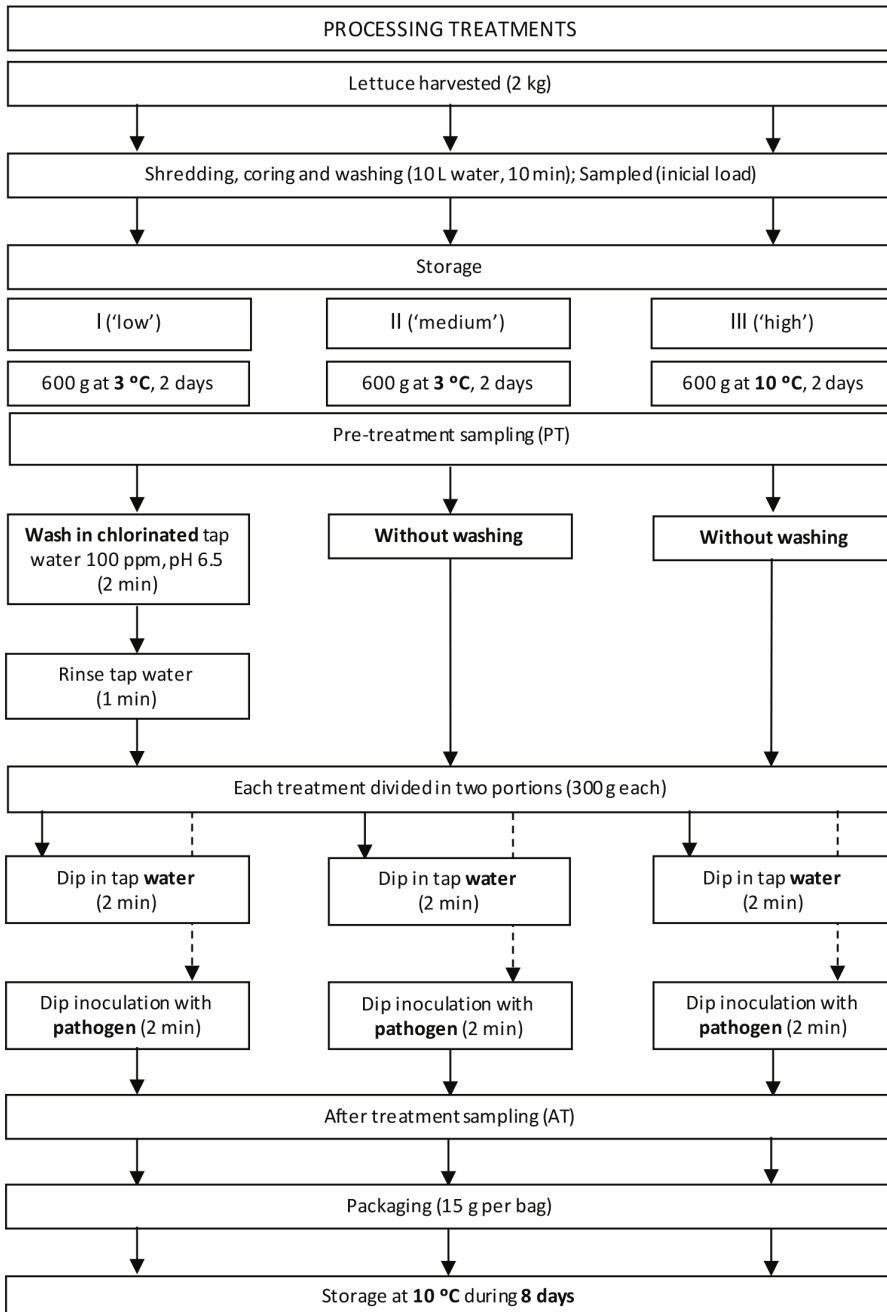 PROCESSING TREATMENTS
Lettuce harvested (2 kg)
Shredding, coring and washing (10 L water, 10 min); Sampled (inicial load)
Storage
I ('low')
II ('medium')
III ('high')
600 g at 3 ºC, 2 days
600 g at 3 ºC, 2 days
600 g at 10 ºC, 2 days
Pre-treatment sampling (PT)
Wash in chlorinated tap
water 100 ppm, pH 6.5
(2 min)
Without washing
Without washing
Rinse tap water
(1 min)
Each treatment divided in two portions (300 g each)
Dip in tap water
(2 min)
Dip in tap water
(2 min)
Dip in tap water
(2 min)
Dip inoculation with
pathogen (2 min)
Dip inoculation with
pathogen (2 min)
Dip inoculation with
pathogen (2 min)
After treatment sampling (AT)
Packaging (15 g per bag)
Storage at 10 ºC during 8 days